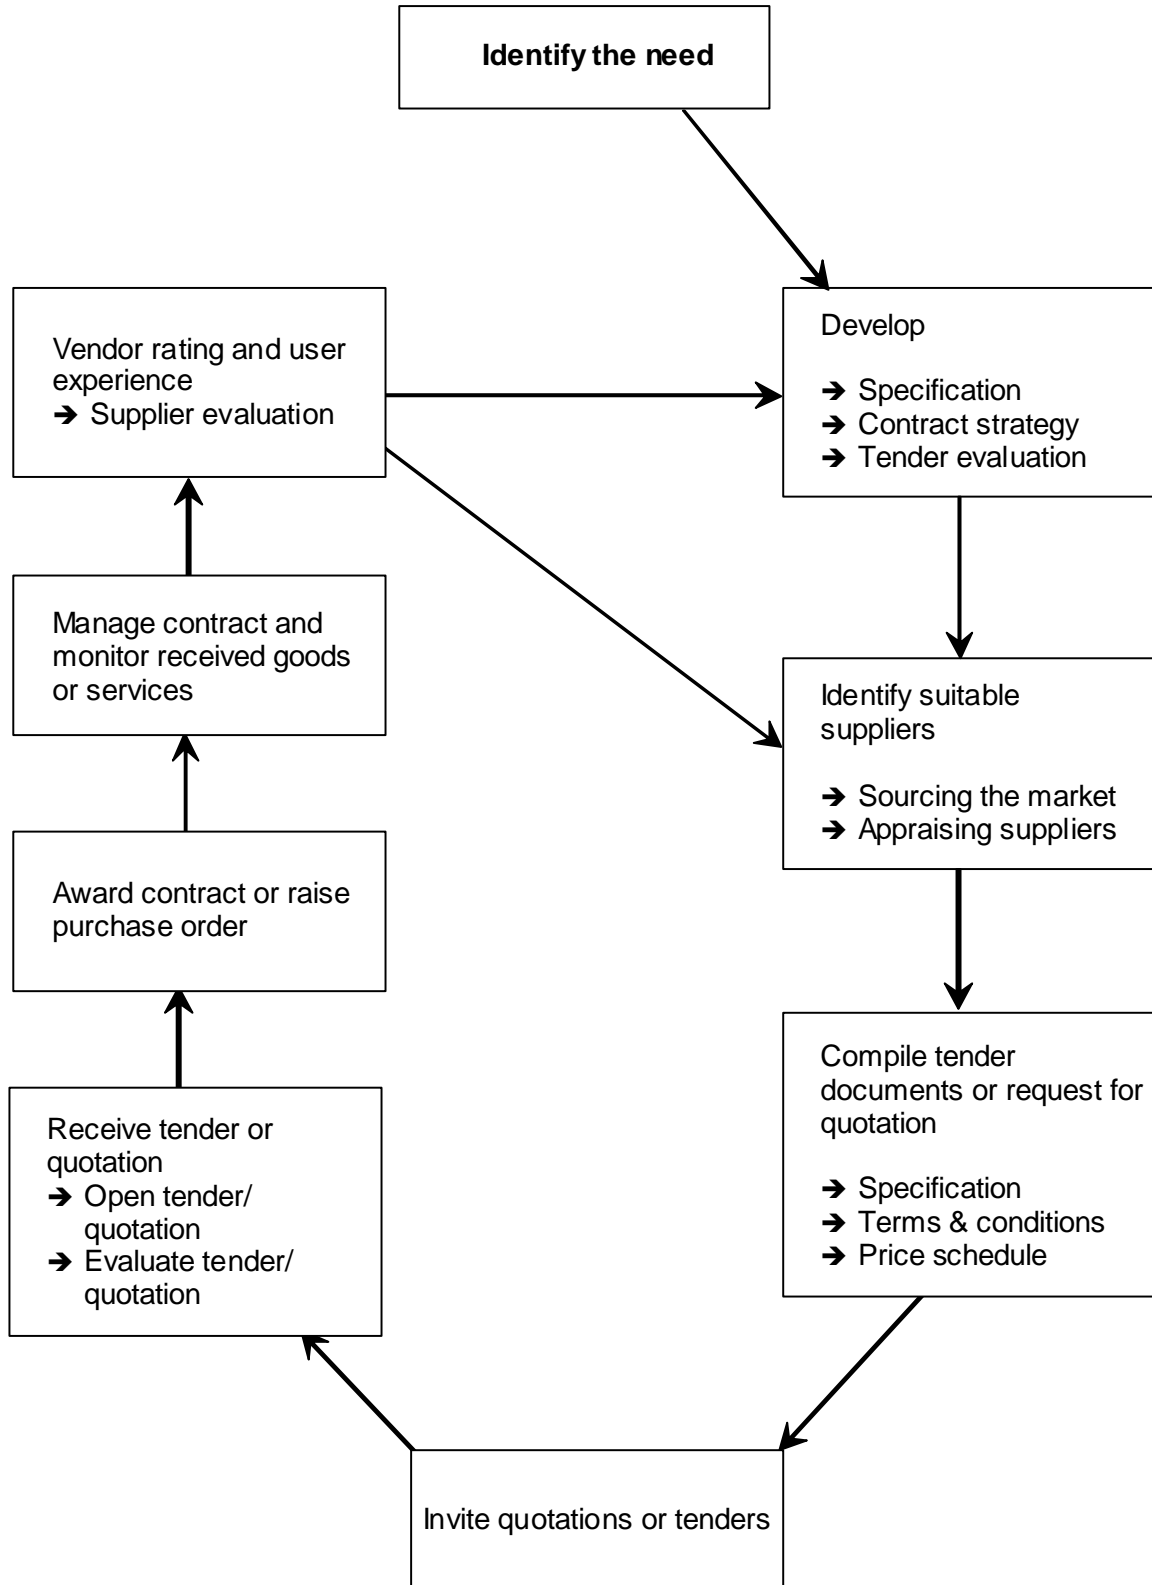 Identify the need
Develop
➔ Specification
➔ Contract strategy
➔ Tender evaluation
Identify suitable
suppliers
➔ Sourcing the market
➔ Appraising suppliers
Compile tender
documents or request for
quotation
➔ Specification
➔ Terms & conditions
➔ Price schedule
Invite quotations or tenders
Receive tender or
quotation
➔ Open tender/
quotation
➔ Evaluate tender/
quotation
Award contract or raise
purchase order
Manage contract and
monitor received goods
or services
Vendor rating and user
experience
➔ Supplier evaluation